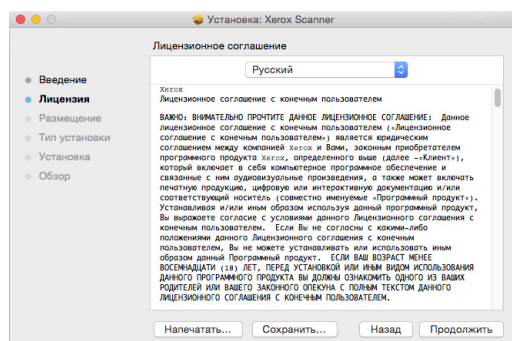 Установка: Xerox Scanner
Лицензионное соглашение
Русский
Введение
Лицензия
Размещение
Тип установки
Установка
Обзор
Xerox
Лицензионное соглашение с конечным пользователем
ВАЖНО: ВНИМАТЕЛЬНО ПРОЧТИТЕ ДАННОЕ ЛИЦЕНЗИОННОЕ СОГЛАШЕНИЕ: Данное
лицензионное соглашение с конечным пользователем («Лицензионное
соглашение с конечным пользователем») является юридическим
соглашением между компанией Xerox и Вами, законным приобретателем
программного продукта Xerox, определенного выше (далее –«Клиент»),
который включает в себя компьютерное программное обеспечение и
связанные с ним аудиовизуальные произведения, а также может включать
печатную продукцию, цифровую или интерактивную документацию и/или
соответствующий носитель (совместно именуемые «Программный продукт»).
Устанавливая и/или иным образом используя данный программный продукт,
Вы выражаете согласие с условиями данного Лицензионного соглашения с
конечным пользователем. Если Вы не согласны с какими–либо
положениями данного Лицензионного соглашения с конечным
пользователем, Вы не можете устанавливать или использовать иным
образом данный Программный продукт. ЕСЛИ ВАШ ВОЗРАСТ МЕНЕЕ
ВОСЕМНАДЦАТИ (18) ЛЕТ, ПЕРЕД УСТАНОВКОЙ ИЛИ ИНЫМ ВИДОМ ИСПОЛЬЗОВАНИЯ
ДАННОГО ПРОГРАММНОГО ПРОДУКТА ВЫ ДОЛЖНЫ ОЗНАКОМИТЬ ОДНОГО ИЗ ВАШИХ
РОДИТЕЛЕЙ ИЛИ ВАШЕГО ЗАКОННОГО ОПЕКУНА С ПОЛНЫМ ТЕКСТОМ ДАННОГО
ЛИЦЕНЗИОННОГО СОГЛАШЕНИЯ С КОНЕЧНЫМ ПОЛЬЗОВАТЕЛЕМ.
Напечатать... Сохранить... Назад Продолжить